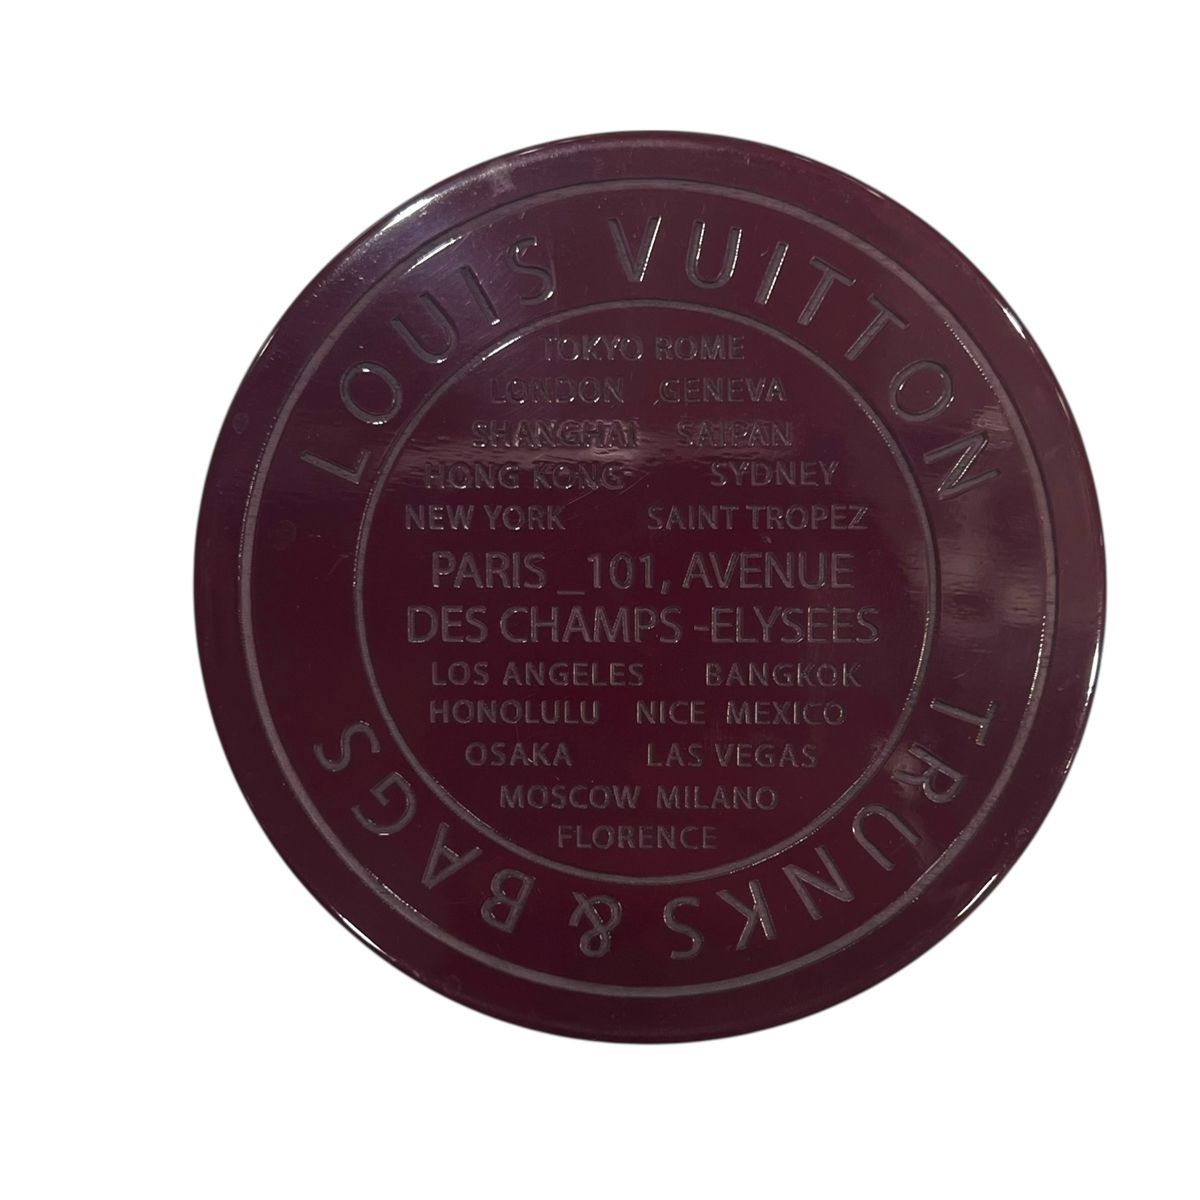 LOUIS VUITTON
TRUNKS & BAGS
TOKYO ROME
LONDON GENEVA
SHANGHAI SAIPAN
HONG KONG SYDNEY
NEW YORK SAINT TROPEZ
PARIS _101, AVENUE
DES CHAMPS -ELYSEES
LOS ANGELES BANGKOK
HONOLULU NICE MEXICO
OSAKA LAS VEGAS
MOSCOW MILANO
FLORENCE